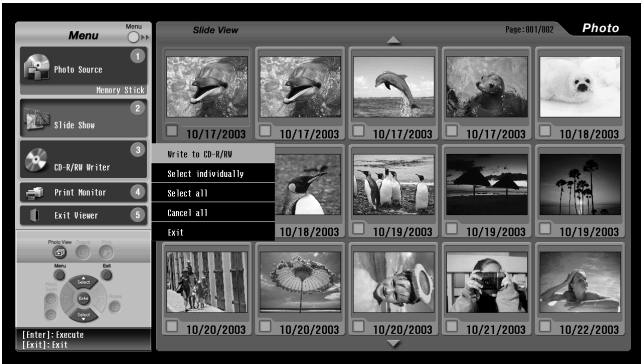 Menu
Menu
1
Photo Source
Memory Stick
2
Slide Show
3
CD-R/RW Writer
Print Monitor 4
Exit Viewer 5
Photo View
Menu
Exit
Select
Enter
Select
[Enter]: Execute
[Exit]: Exit
Slide View
Page:001/002
Photo
10/17/2003
10/17/2003
10/17/2003
10/17/2003
10/18/2003
Write to CD-R/RW
Select individually
Select all
Cancel all
Exit
10/18/2003
10/19/2003
10/19/2003
10/19/2003
10/20/2003
10/20/2003
10/20/2003
10/21/2003
10/22/2003